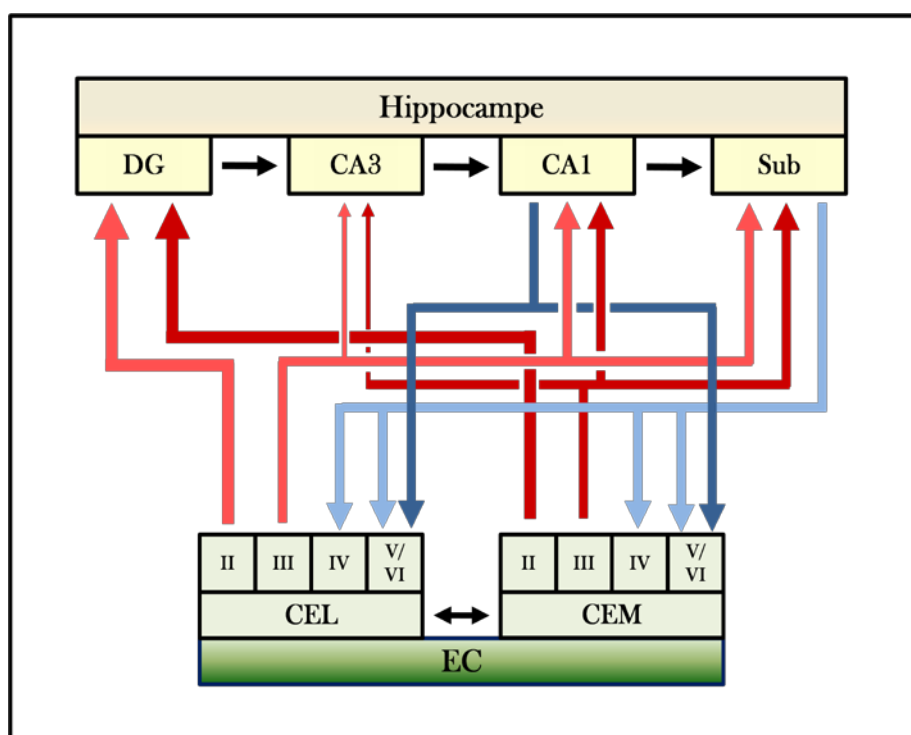 Hippocampe
DG
CA3
CA1
Sub
II
III
IV
V/
VI
II
III
IV
V/
VI
CEL
CEM
EC